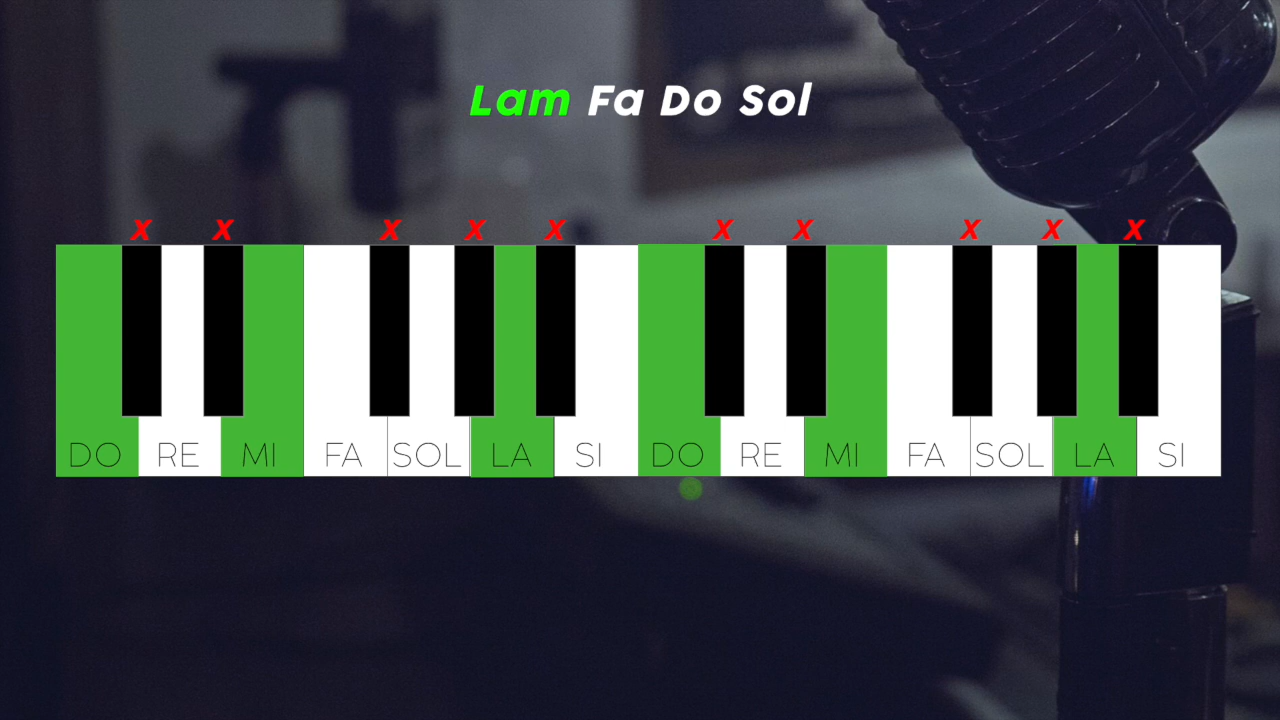 Lam Fa Do Sol
X X X X X X X X X X
DO RE MI FA SOL LA SI DO RE MI FA SOL LA SI